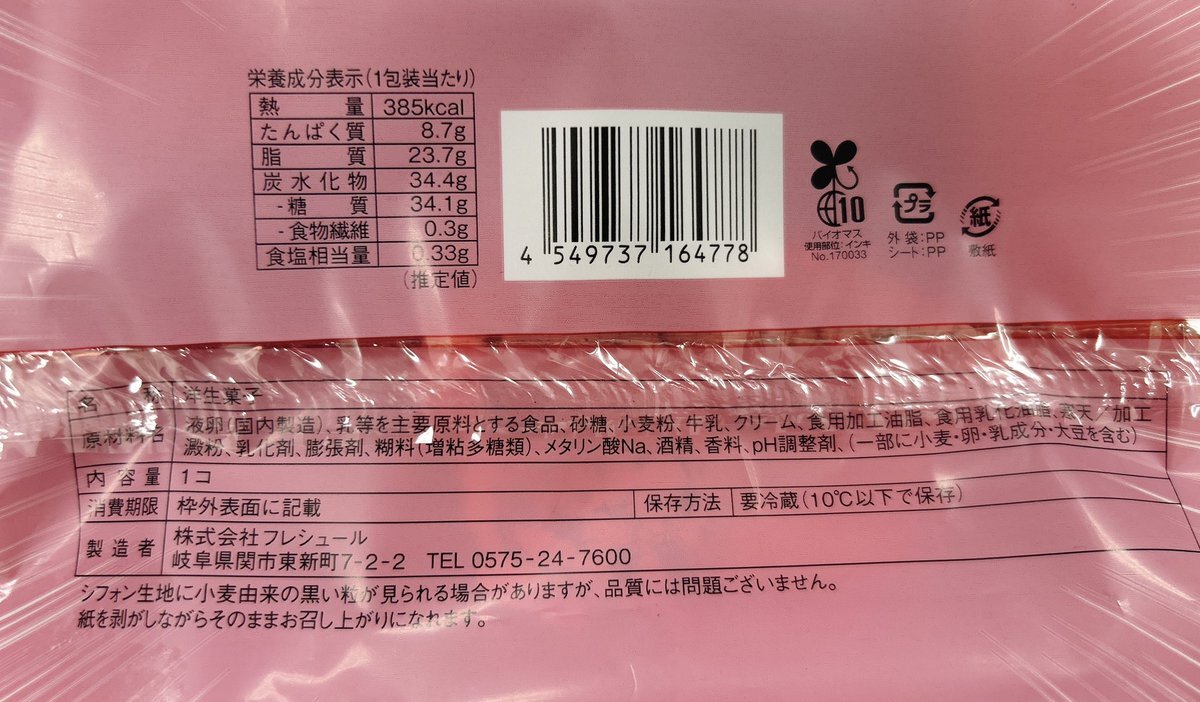 栄養成分表示(1包装当たり)
熱量 385kcal
たんぱく質 8.7g
脂質 23.7g
炭水化物 34.4g
-糖質 34.1g
-食物繊維 0.3g
食塩相当量 0.33g
(推定値)
4 549737 164778
10
バイオマス
使用部位:インキ
No.170033
プラ
外袋:PP
シート:PP
紙
敷紙
名称 洋生菓子
原材料名 液卵(国内製造)、乳等を主要原料とする食品、砂糖、小麦粉、牛乳、クリーム、食用加工油脂、食用乳化油脂、寒天/加工
澱粉、乳化剤、膨張剤、糊料(増粘多糖類)、メタリン酸Na、酒精、香料、pH調整剤、(一部に小麦・卵・乳成分・大豆を含む)
内容量 1コ
消費期限 枠外表面に記載 保存方法 要冷蔵(10℃以下で保存)
製造者 株式会社フレシュール
岐阜県関市東新町7-2-2 TEL 0575-24-7600
シフォン生地に小麦由来の黒い粒が見られる場合がありますが、品質には問題ございません。
紙を剥がしながらそのままお召し上がりになれます。